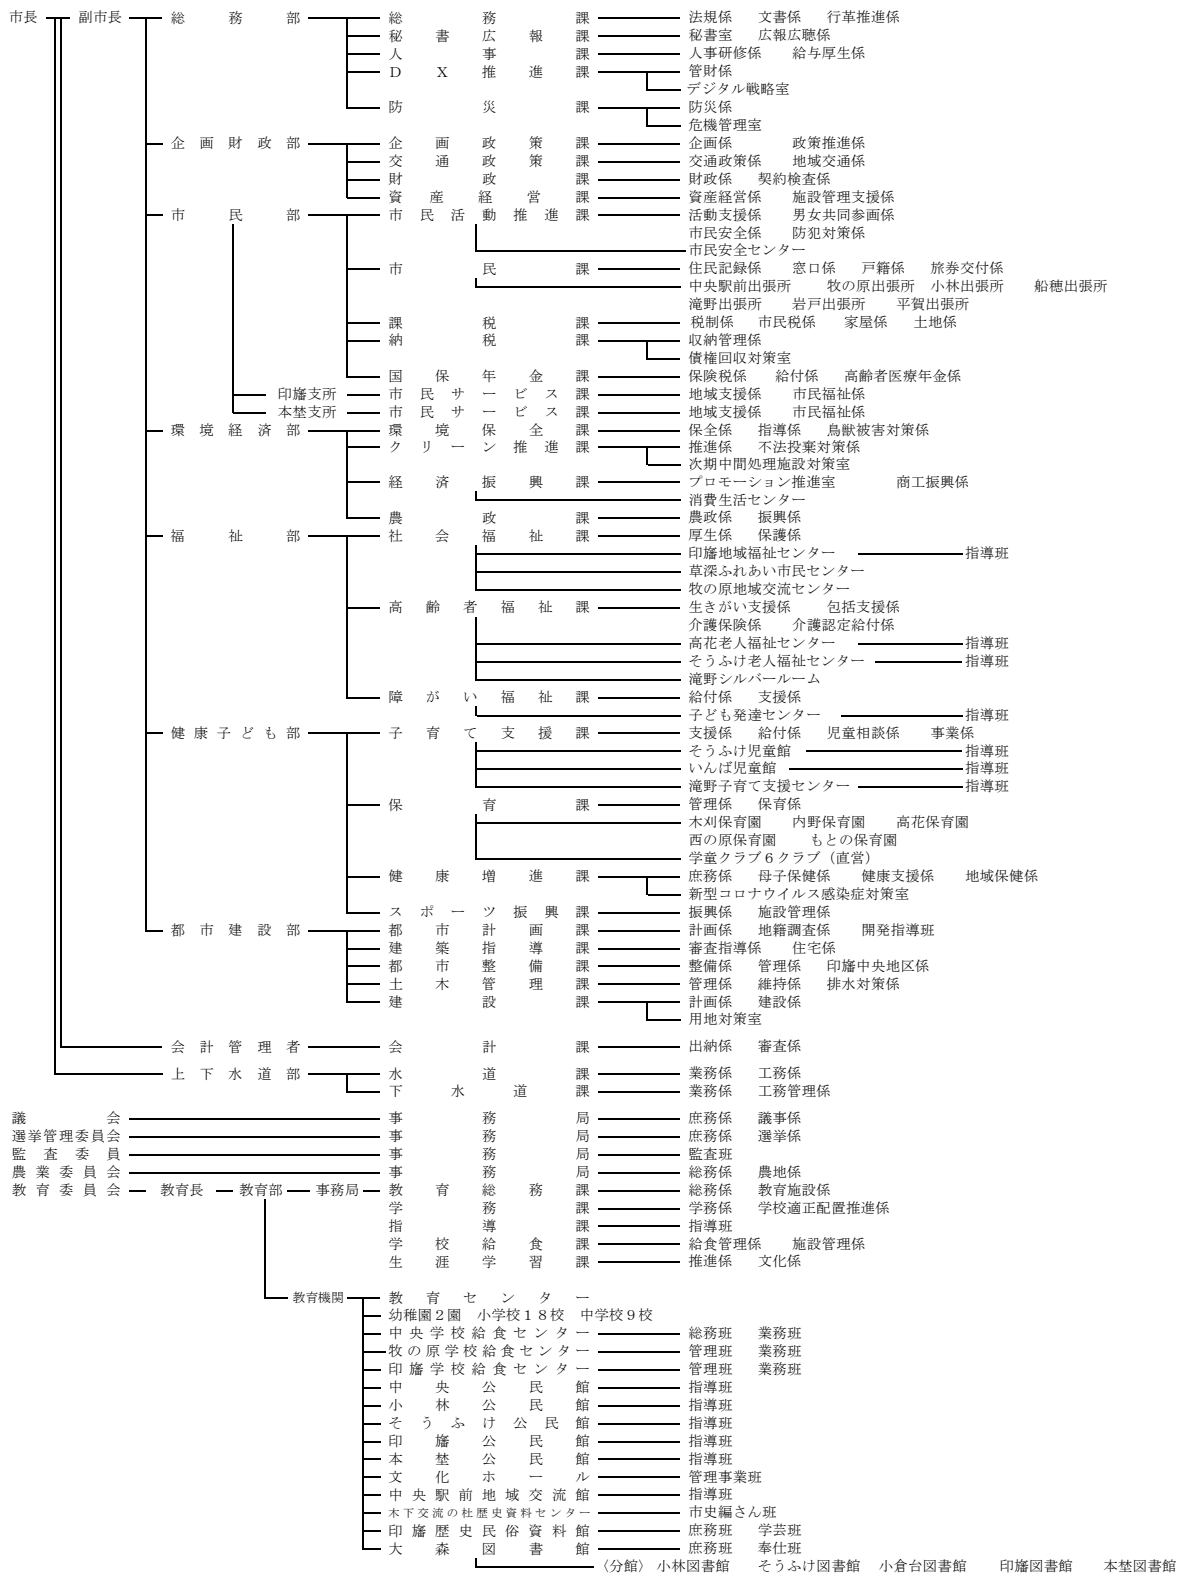 市長 副市長 総務部 総務課 法規係 文書係 行革推進係
秘書広報課 秘書室 広報広聴係
人事課 人事研修係 給与厚生係
ＤＸ推進課 管財係
デジタル戦略室
防災課 防災係
危機管理室
企画財政部 企画政策課 企画係 政策推進係
交通政策課 交通政策係 地域交通係
財政課 財政係 契約検査係
資産経営課 資産経営係 施設管理支援係
市民部 市民活動推進課 活動支援係 男女共同参画係
市民安全係 防犯対策係
市民安全センター
市民課 住民記録係 窓口係 戸籍係 旅券交付係
中央駅前出張所 牧の原出張所 小林出張所 船穂出張所
滝野出張所 岩戸出張所 平賀出張所
課税課 税制係 市民税係 家屋係 土地係
納税課 収納管理係
債権回収対策室
国保年金課 保険税係 給付係 高齢者医療年金係
印旛支所 市民サービス課 地域支援係 市民福祉係
本埜支所 市民サービス課 地域支援係 市民福祉係
環境経済部 環境保全課 保全係 指導係 鳥獣被害対策係
クリーン推進課 推進係 不法投棄対策係
次期中間処理施設対策室
経済振興課 プロモーション推進室 商工振興係
消費生活センター
農政課 農政係 振興係
福祉部 社会福祉課 厚生係 保護係
印旛地域福祉センター 指導班
草深ふれあい市民センター
牧の原地域交流センター
高齢者福祉課 生きがい支援係 包括支援係
介護保険係 介護認定給付係
高花老人福祉センター 指導班
そうふけ老人福祉センター 指導班
滝野シルバールーム
障がい福祉課 給付係 支援係
子ども発達センター 指導班
健康子ども部 子育て支援課 支援係 給付係 児童相談係 事業係
そうふけ児童館 指導班
いんば児童館 指導班
滝野子育て支援センター 指導班
保育課 管理係 保育係
木刈保育園 内野保育園 高花保育園
西の原保育園 もとの保育園
学童クラブ６クラブ（直営）
健康増進課 庶務係 母子保健係 健康支援係 地域保健係
新型コロナウイルス感染症対策室
スポーツ振興課 振興係 施設管理係
都市建設部 都市計画課 計画係 地籍調査係 開発指導班
建築指導課 審査指導係 住宅係
都市整備課 整備係 管理係 印旛中央地区係
土木管理課 管理係 維持係 排水対策係
建設課 計画係 建設係
用地対策室
会計管理者 会計課 出納係 審査係
上下水道部 水道課 業務係 工務係
下水道課 業務係 工務管理係
議会 事務局 庶務係 議事係
選挙管理委員会 事務局 庶務係 選挙係
監査委員 事務局 監査班
農業委員会 事務局 総務係 農地係
教育委員会 教育長 教育部 事務局 教育総務課 総務係 教育施設係
学務課 学務係 学校適正配置推進係
指導課 指導班
学校給食課 給食管理係 施設管理係
生涯学習課 推進係 文化係
教育機関 教育センター
幼稚園２園 小学校１８校 中学校９校
中央学校給食センター 総務班 業務班
牧の原学校給食センター 管理班 業務班
印旛学校給食センター 管理班 業務班
中央公民館 指導班
小林公民館 指導班
そうふけ公民館 指導班
印旛公民館 指導班
本埜公民館 指導班
文化ホール 管理事業班
中央駅前地域交流館 指導班
木下交流の杜歴史資料センター 市史編さん班
印旛歴史民俗資料館 庶務班 学芸班
大森図書館 庶務班 奉仕班
〈分館〉 小林図書館 そうふけ図書館 小倉台図書館 印旛図書館 本埜図書館